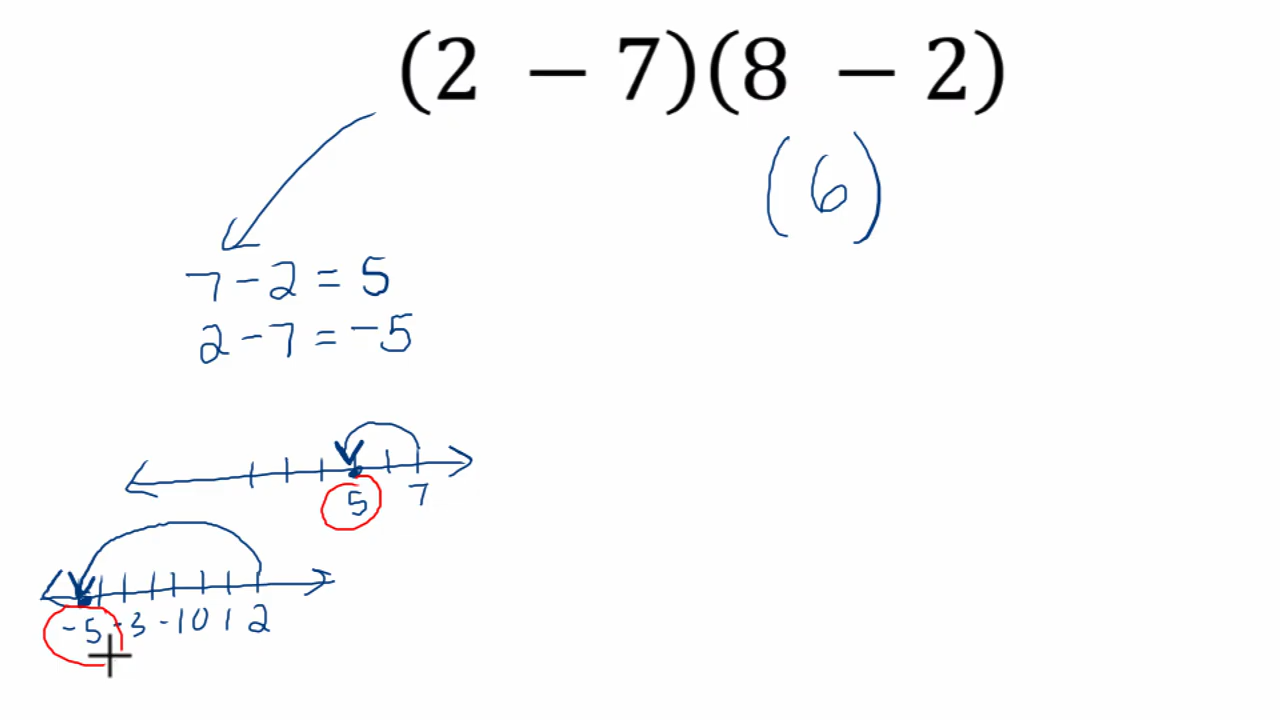 (2 − 7)(8 − 2)
(6)
7 - 2 = 5
2 - 7 = -5
5 7
-5 -3 -1 0 1 2